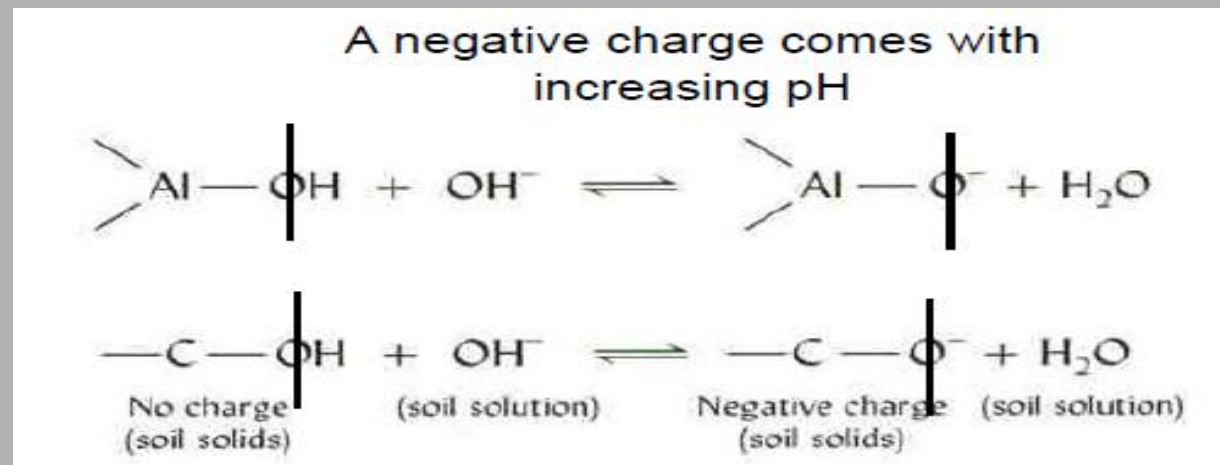 A negative charge comes with
increasing pH
Al — OH + OH⁻ ⇌ Al — O⁻ + H₂O
—C—OH + OH⁻ ⇌ —C—O⁻ + H₂O
No charge (soil solution) Negative charge (soil solution)
(soil solids) (soil solids)